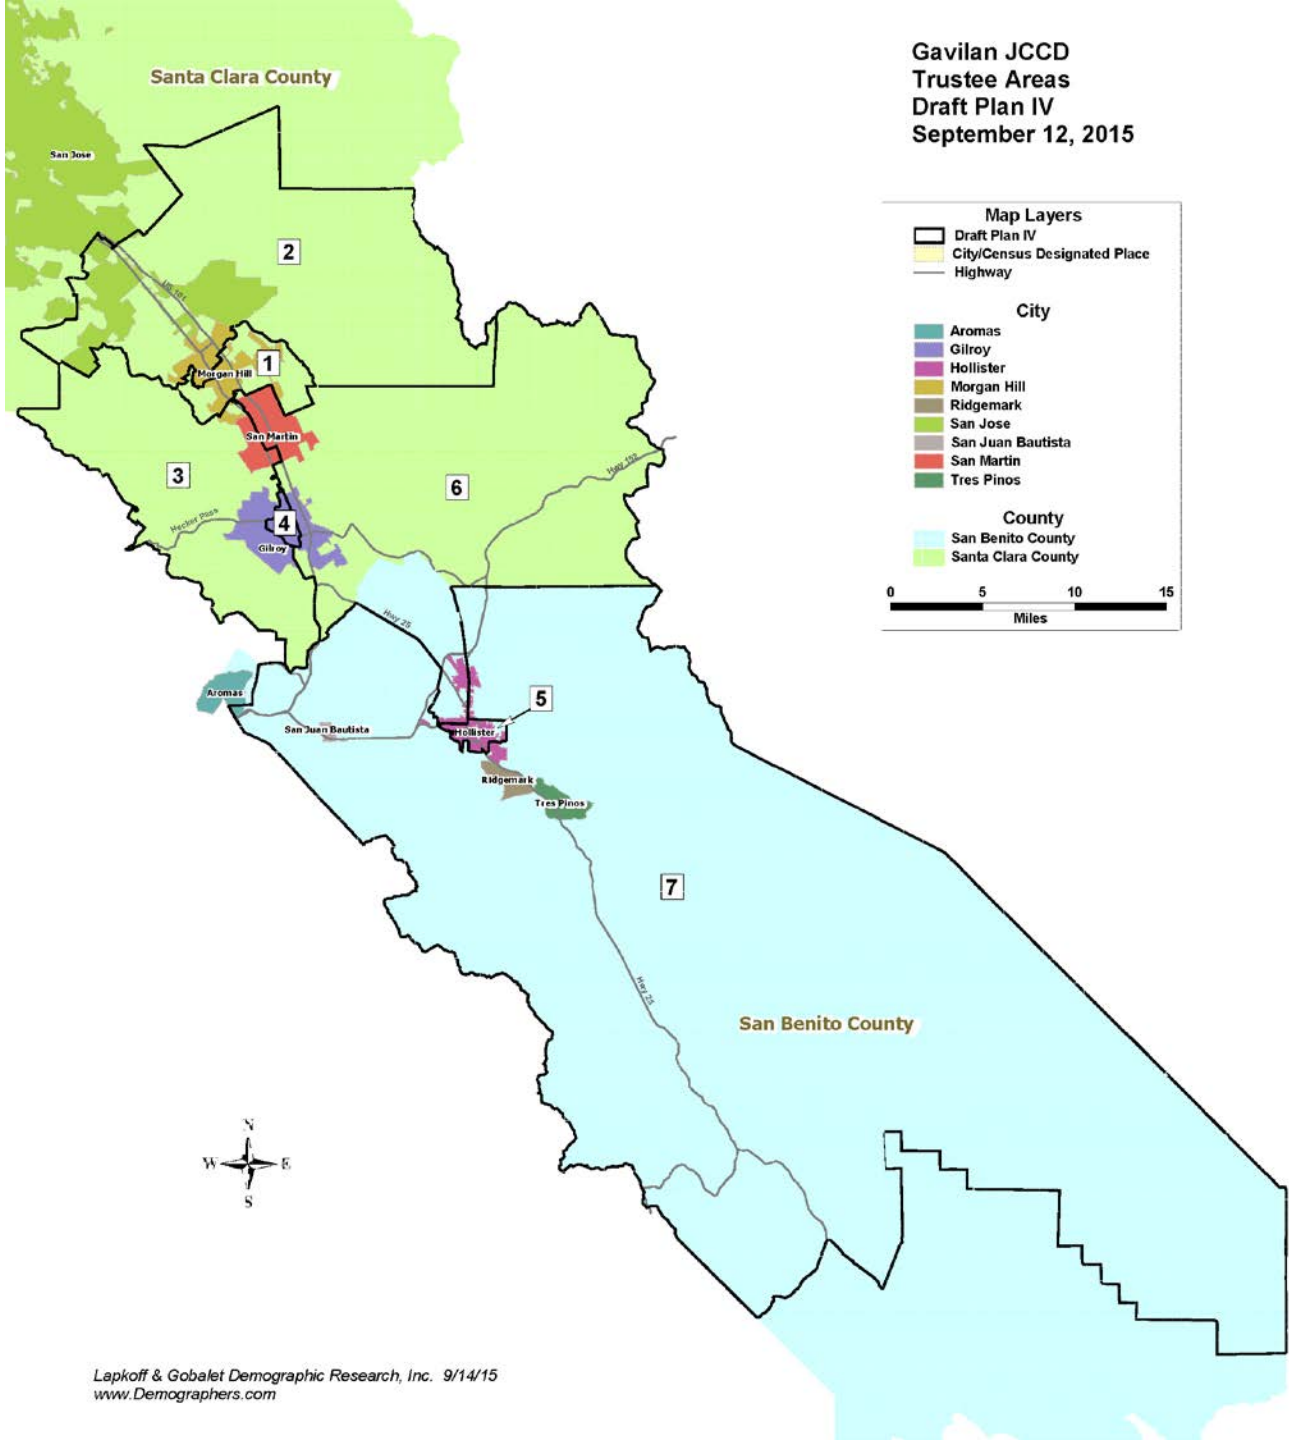 Gavilan JCCD
Trustee Areas
Draft Plan IV
September 12, 2015
Santa Clara County
San Jose
2
US 101
1
Morgan Hill
San Martin
3
6
Hwy 152
Hecker Pass
4
Gilroy
Hwy 25
Aromas
5
San Juan Bautista
Hollister
Ridgemark
Tres Pinos
7
Hwy 25
San Benito County
Map Layers
Draft Plan IV
City/Census Designated Place
Highway
City
Aromas
Gilroy
Hollister
Morgan Hill
Ridgemark
San Jose
San Juan Bautista
San Martin
Tres Pinos
County
San Benito County
Santa Clara County
0 5 10 15
Miles
N
W E
S
Lapkoff & Gobalet Demographic Research, Inc. 9/14/15
www.Demographers.com